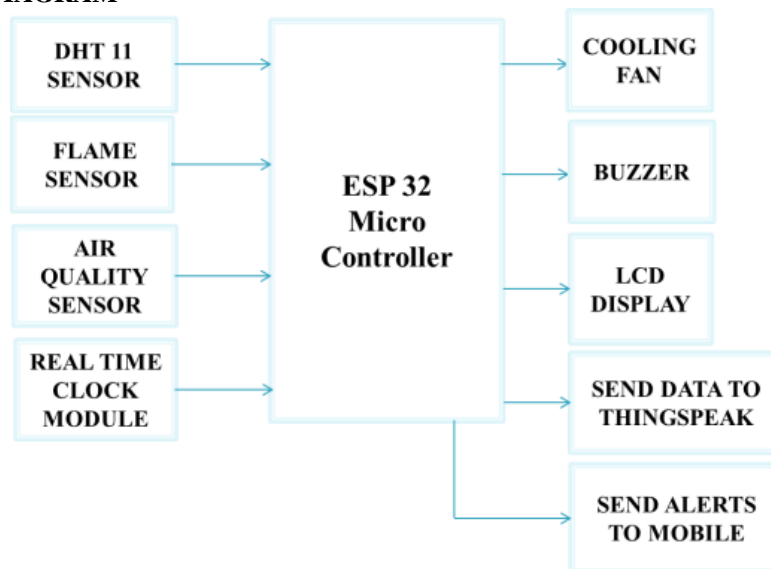 DHT 11
SENSOR
FLAME
SENSOR
AIR
QUALITY
SENSOR
REAL TIME
CLOCK
MODULE
ESP 32
Micro
Controller
COOLING
FAN
BUZZER
LCD
DISPLAY
SEND DATA TO
THINGSPEAK
SEND ALERTS
TO MOBILE